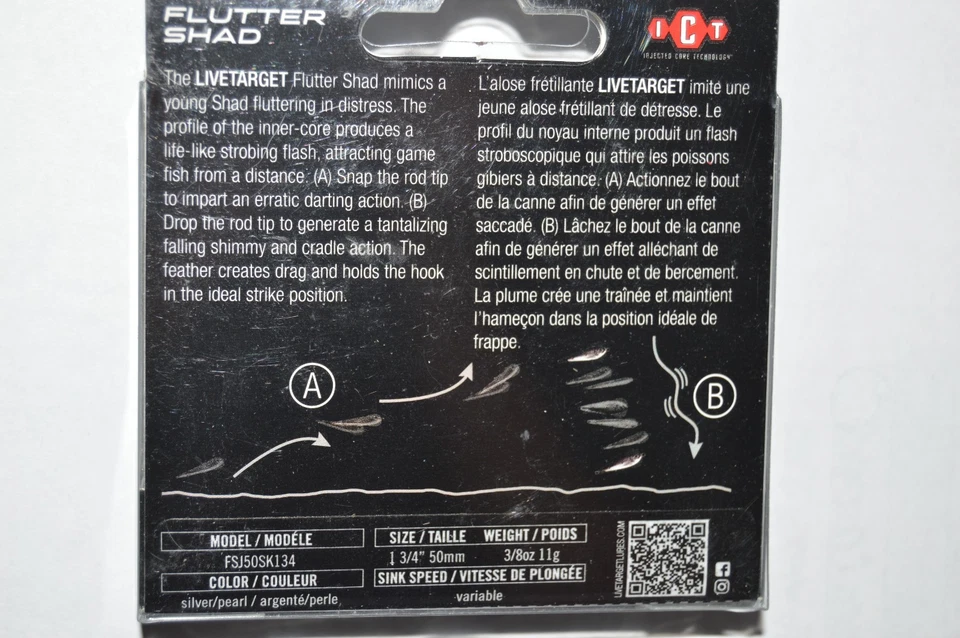 FLUTTER
SHAD
ICT
INJECTED CORE TECHNOLOGY
The LIVETARGET Flutter Shad mimics a
young Shad fluttering in distress. The
profile of the inner-core produces a
life-like strobing flash, attracting game
fish from a distance. (A) Snap the rod tip
to impart an erratic darting action. (B)
Drop the rod tip to generate a tantalizing
falling shimmy and cradle action. The
feather creates drag and holds the hook
in the ideal strike position.
L'alose frétillante LIVETARGET imite une
jeune alose frétillant de détresse. Le
profil du noyau interne produit un flash
stroboscopique qui attire les poissons
gibiers à distance. (A) Actionnez le bout
de la canne afin de générer un effet
saccadé. (B) Lâchez le bout de la canne
afin de générer un effet alléchant de
scintillement en chute et de bercement.
La plume crée une traînée et maintient
l'hameçon dans la position idéale de
frappe.
A
B
MODEL / MODÉLE
FSJ50SK134
COLOR / COULEUR
silver/pearl / argenté/perle
SIZE / TAILLE WEIGHT / POIDS
1 3/4" 50mm 3/8oz 11g
SINK SPEED / VITESSE DE PLONGÉE
variable
LIVETARGETLURES.COM